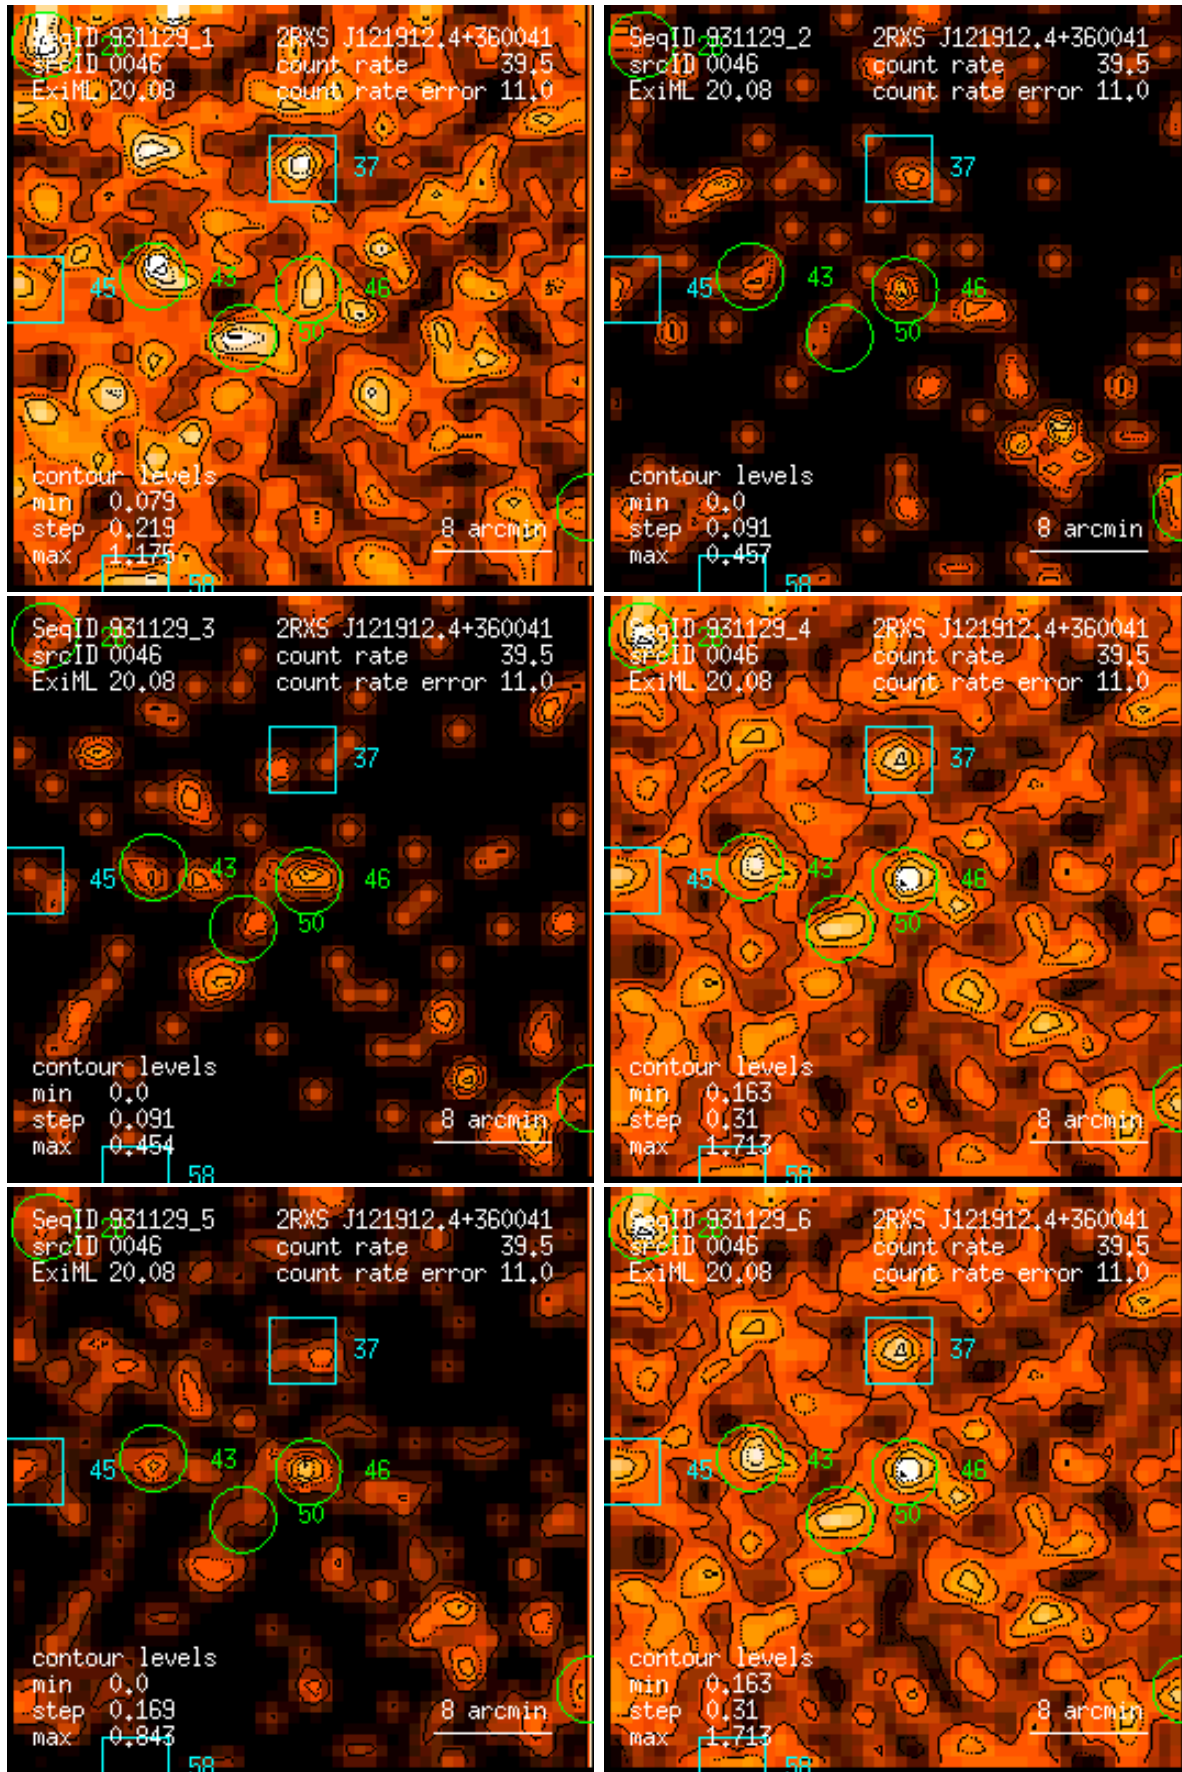 SeqID 931129_1 2RXS J121912.4+360041
srcID 0046 count rate 39.5
ExiML 20.08 count rate error 11.0
28
37
43
45
46
50
contour levels
min 0.079
step 0.219
max 1.175
8 arcmin
58
SeqID 931129_2 2RXS J121912.4+360041
srcID 0046 count rate 39.5
ExiML 20.08 count rate error 11.0
28
37
43
45
46
50
contour levels
min 0.0
step 0.091
max 0.457
8 arcmin
58
SeqID 931129_3 2RXS J121912.4+360041
srcID 0046 count rate 39.5
ExiML 20.08 count rate error 11.0
28
37
43
45
46
50
contour levels
min 0.0
step 0.091
max 0.454
8 arcmin
58
SeqID 931129_4 2RXS J121912.4+360041
srcID 0046 count rate 39.5
ExiML 20.08 count rate error 11.0
28
37
43
45
46
50
contour levels
min 0.163
step 0.31
max 1.713
8 arcmin
58
SeqID 931129_5 2RXS J121912.4+360041
srcID 0046 count rate 39.5
ExiML 20.08 count rate error 11.0
28
37
43
45
46
50
contour levels
min 0.0
step 0.169
max 0.843
8 arcmin
58
SeqID 931129_6 2RXS J121912.4+360041
srcID 0046 count rate 39.5
ExiML 20.08 count rate error 11.0
28
37
43
45
46
50
contour levels
min 0.163
step 0.31
max 1.713
8 arcmin
58